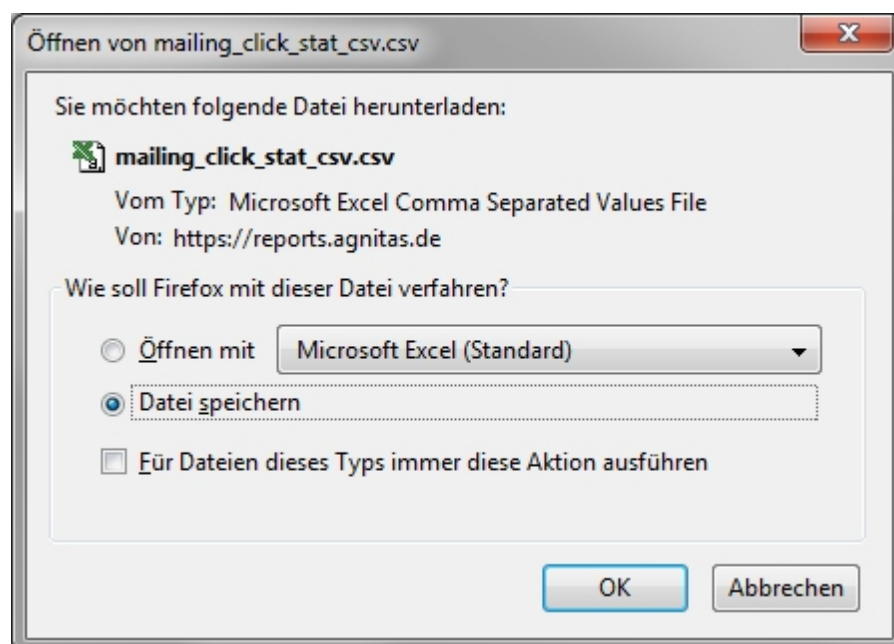 Öffnen von mailing_click_stat_csv.csv
Sie möchten folgende Datei herunterladen:
mailing_click_stat_csv.csv
Vom Typ: Microsoft Excel Comma Separated Values File
Von: https://reports.agnitas.de
Wie soll Firefox mit dieser Datei verfahren?
Öffnen mit Microsoft Excel (Standard)
Datei speichern
Für Dateien dieses Typs immer diese Aktion ausführen
OK Abbrechen